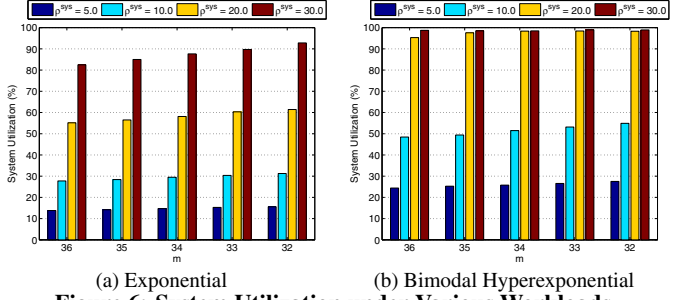 ρsys = 5.0 ρsys = 10.0 ρsys = 20.0 ρsys = 30.0
100
90
80
70
60
50
40
30
20
10
0
System Utilization (%)
36 35 34 33 32
m
(a) Exponential
ρsys = 5.0 ρsys = 10.0 ρsys = 20.0 ρsys = 30.0
100
90
80
70
60
50
40
30
20
10
0
System Utilization (%)
36 35 34 33 32
m
(b) Bimodal Hyperexponential
Figure 6: System Utilization under Various Workloads